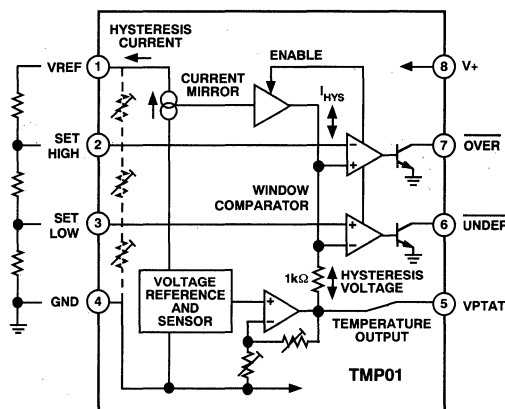 HYSTERESIS
CURRENT
ENABLE
VREF
1
8
V+
CURRENT
MIRROR
IHYS
SET
HIGH
2
7
OVER
WINDOW
COMPARATOR
SET
LOW
3
6
UNDER
1kΩ
HYSTERESIS
VOLTAGE
GND
4
VOLTAGE
REFERENCE
AND
SENSOR
5
VPTAT
TEMPERATURE
OUTPUT
TMP01
- +
+ -
+ -